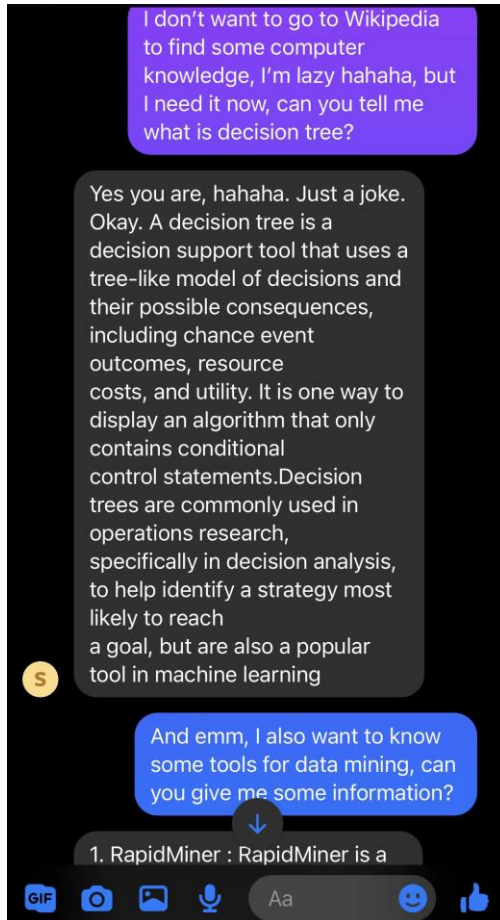 I don't want to go to Wikipedia
to find some computer
knowledge, I'm lazy hahaha, but
I need it now, can you tell me
what is decision tree?
Yes you are, hahaha. Just a joke.
Okay. A decision tree is a
decision support tool that uses a
tree-like model of decisions and
their possible consequences,
including chance event
outcomes, resource
costs, and utility. It is one way to
display an algorithm that only
contains conditional
control statements.Decision
trees are commonly used in
operations research,
specifically in decision analysis,
to help identify a strategy most
likely to reach
a goal, but are also a popular
tool in machine learning
S
And emm, I also want to know
some tools for data mining, can
you give me some information?
1. RapidMiner : RapidMiner is a
GIF
Aa